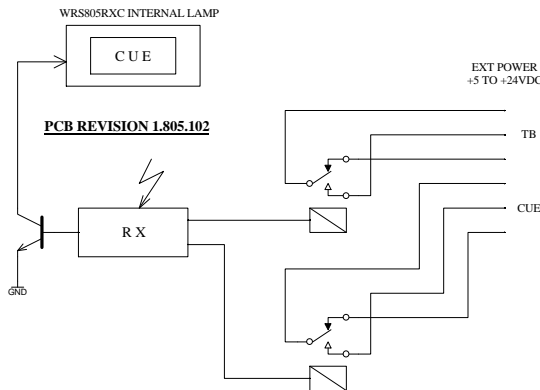 WRS805RXC INTERNAL LAMP
CUE
EXT POWER
+5 TO +24VDC
PCB REVISION 1.805.102
TB
RX
CUE
GND